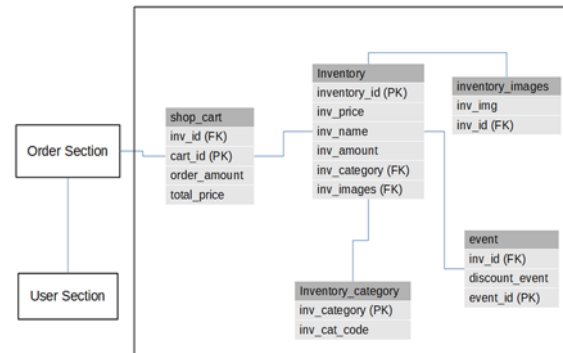 Order Section
User Section
shop_cart
inv_id (FK)
cart_id (PK)
order_amount
total_price
Inventory
inventory_id (PK)
inv_price
inv_name
inv_amount
inv_category (FK)
inv_images (FK)
inventory_images
inv_img
inv_id (FK)
Inventory_category
inv_category (PK)
inv_cat_code
event
inv_id (FK)
discount_event
event_id (PK)